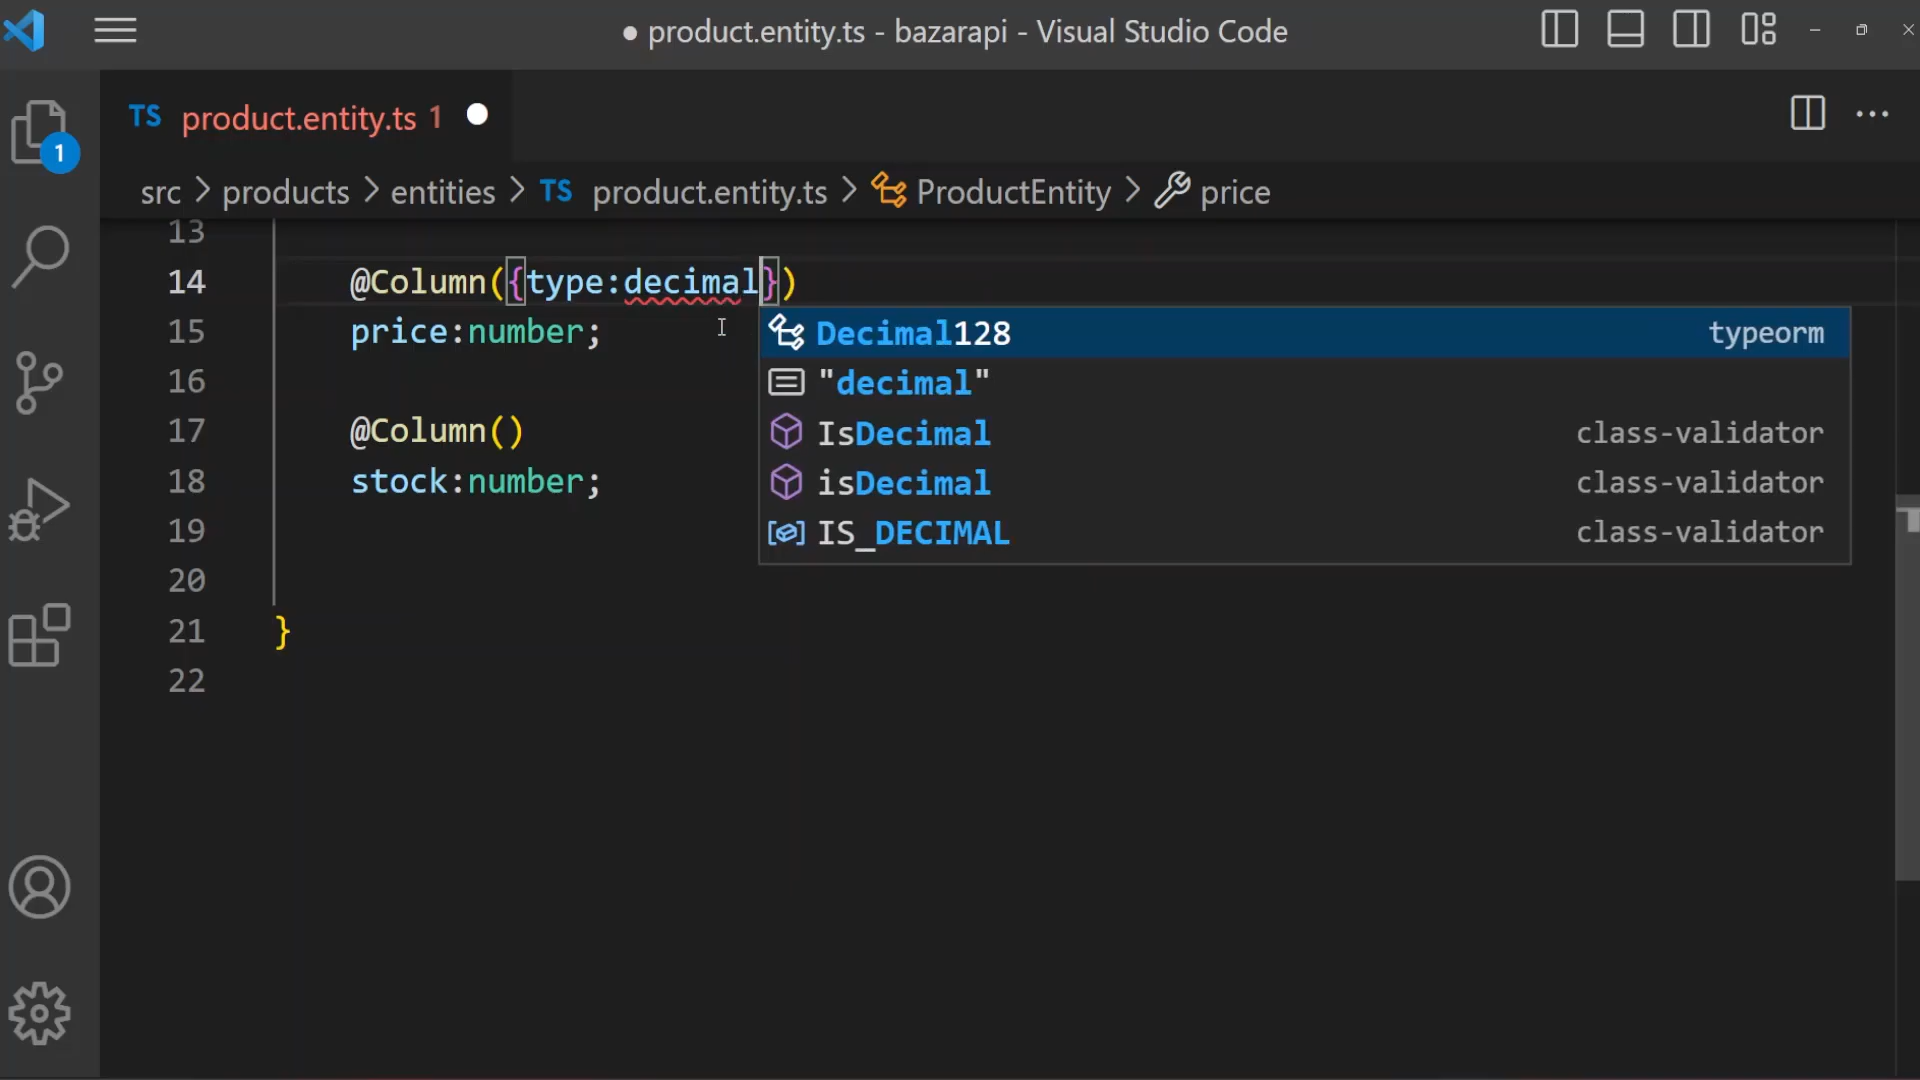 product.entity.ts - bazarapi - Visual Studio Code
TS product.entity.ts 1
1
src > products > entities > TS product.entity.ts > ProductEntity > price
13
14 @Column({type:decimal})
15 price:number;
Decimal128 typeorm
16
"decimal"
17 @Column()
IsDecimal class-validator
18 stock:number;
isDecimal class-validator
19
IS_DECIMAL class-validator
20
21 }
22